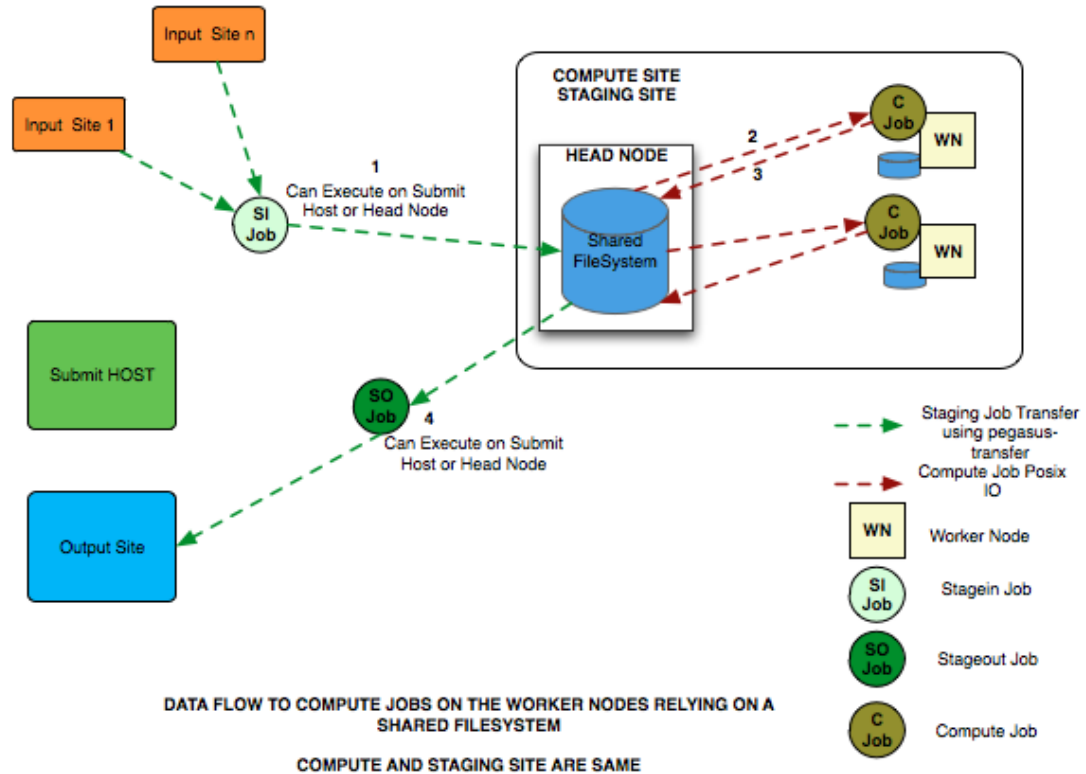 Input  Site n
Input  Site 1
SI
Job
1
Can Execute on Submit
Host or Head Node
COMPUTE SITE
STAGING SITE
HEAD NODE
Shared
FileSystem
2
3
C
Job
WN
C
Job
WN
Submit HOST
SO
Job
4
Can Execute on Submit
Host or Head Node
Output Site
Staging Job Transfer
using pegasus-
transfer
Compute Job Posix
IO
WN
Worker Node
SI
Job
Stagein Job
SO
Job
Stageout Job
C
Job
Compute Job
DATA FLOW TO COMPUTE JOBS ON THE WORKER NODES RELYING ON A
SHARED FILESYSTEM
COMPUTE AND STAGING SITE ARE SAME